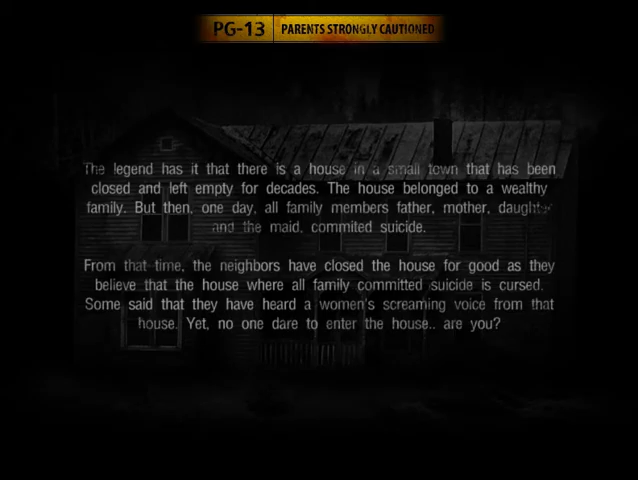 PG-13 PARENTS STRONGLY CAUTIONED
The legend has it that there is a house in a small town that has been
closed and left empty for decades. The house belonged to a wealthy
family. But then, one day, all family members father, mother, daughter
and the maid, commited suicide.
From that time, the neighbors have closed the house for good as they
believe that the house where all family committed suicide is cursed.
Some said that they have heard a women's screaming voice from that
house. Yet, no one dare to enter the house.. are you?